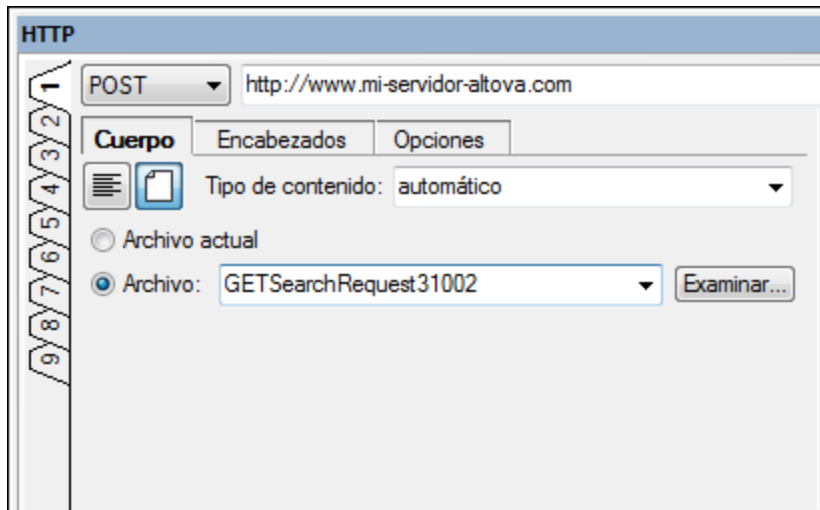 HTTP
1
POST http://www.mi-servidor-altova.com
2
Cuerpo Encabezados Opciones
3
Tipo de contenido: automático
4
5
Archivo actual
6
Archivo: GETSearchRequest31002 Examinar...
7
8
9